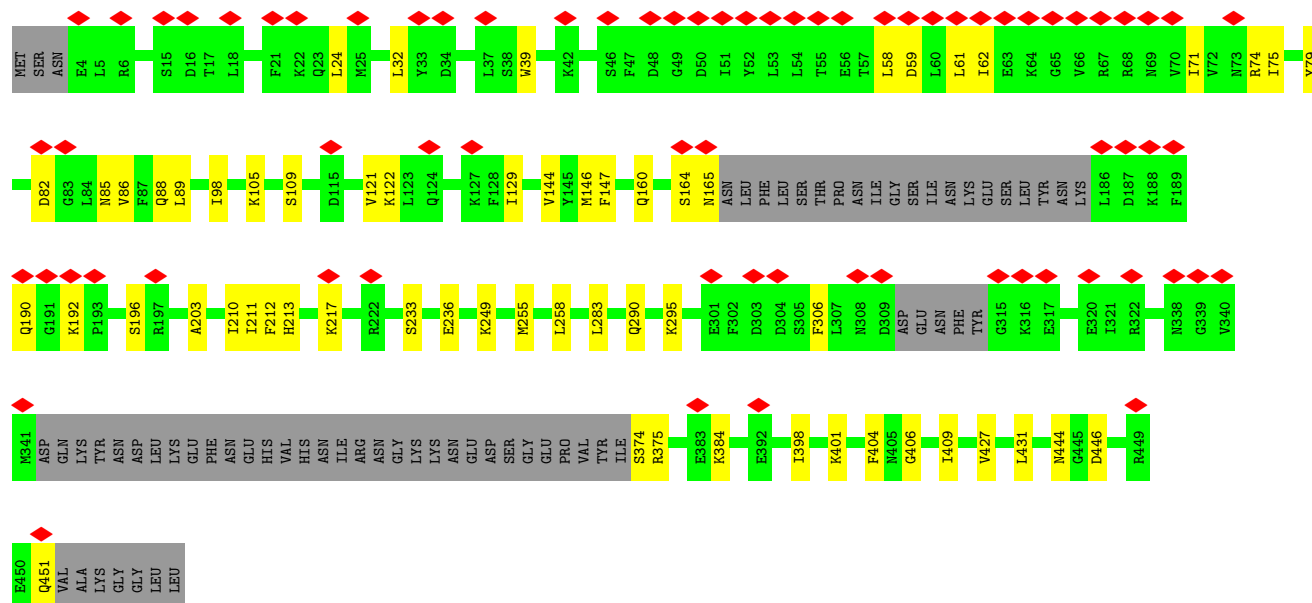 MET SER ASN E4 L5 R6 S15 D16 T17 L18 F21 K22 Q23 L24 M25 L32 Y33 D34 L37 S38 W39 K42 S46 F47 D48 G49 D50 I51 Y52 L53 L54 T55 E56 T57 L58 D59 L60 L61 I62 E63 K64 G65 V66 R67 R68 N69 V70 I71 V72 N73 R74 I75 Y79
D82 G83 L84 N85 V86 F87 Q88 L89 I98 K105 S109 D115 V121 K122 L123 Q124 K127 F128 I129 V144 Y145 M146 F147 Q160 S164 N165 ASN LEU PHE LEU SER THR PRO ASN ILE GLY SER ILE ASN LYS GLU SER LEU TYR ASN LYS L186 D187 K188 F189
Q190 G191 K192 P193 S196 R197 A203 I210 I211 F212 H213 K217 R222 S233 E236 K249 M255 L258 L283 Q290 K295 E301 F302 D303 D304 S305 F306 L307 N308 D309 ASP GLU ASN PHE TYR G315 K316 E317 E320 I321 R322 N338 G339 V340
M341 ASP GLN LYS TYR ASN ASP LEU LYS GLU PHE ASN GLU HIS VAL HIS ASN ILE ARG ASN GLY LYS LYS ASN GLU ASP SER GLY GLU PRO VAL TYR ILE S374 R375 E383 K384 E392 I398 K401 F404 N405 G406 I409 V427 L431 N444 G445 D446 R449
E450 Q451 VAL ALA LYS GLY GLY LEU LEU